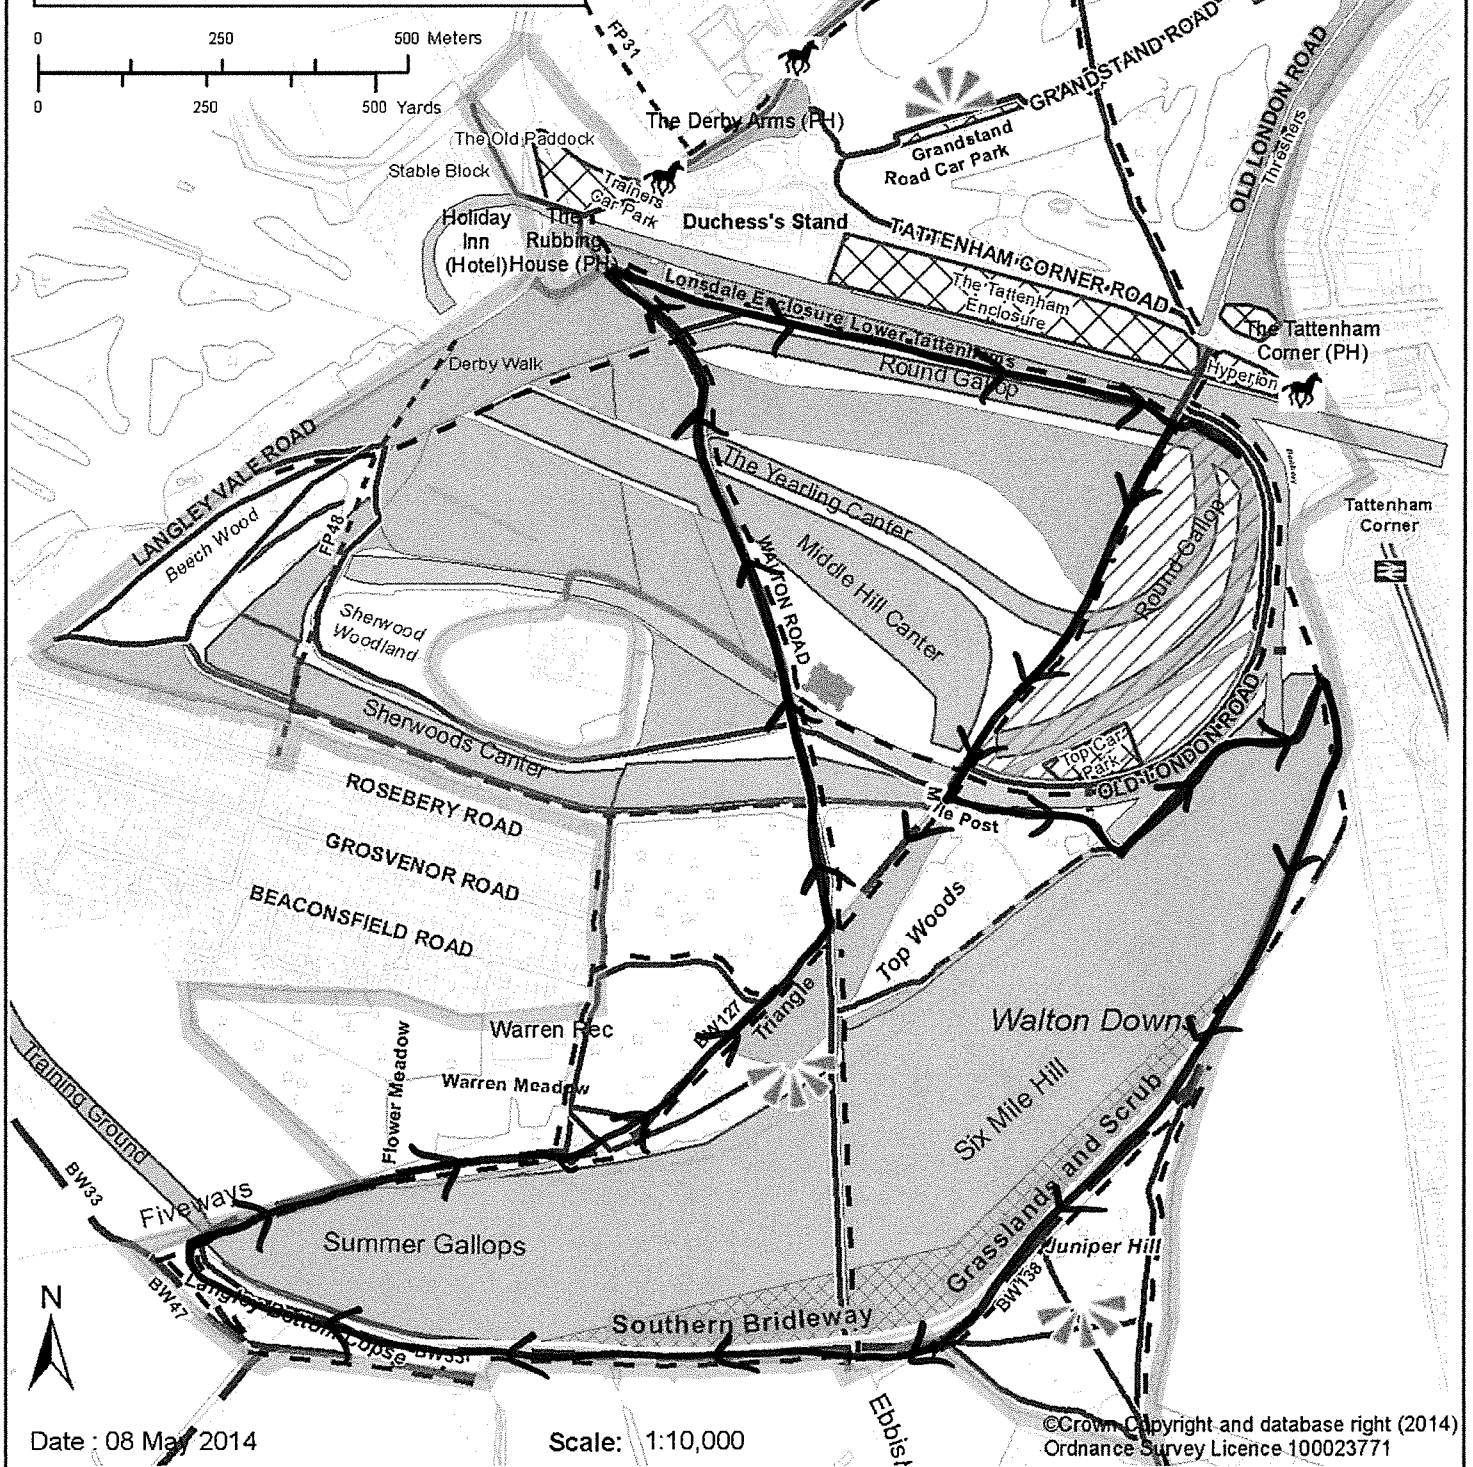 0 250 500 Meters
0 250 500 Yards
FP31
GRANDSTAND ROAD
OLD LONDON ROAD
Threshers
The Derby Arms (PH)
The Old Paddock
Stable Block
Grandstand
Road Car Park
Trainers
Car Park
Duchess's Stand
Holiday
Inn
(Hotel)
The
Rubbing
House (PH)
TATTENHAM CORNER ROAD
Lonsdale Enclosure Lower Tattenhams
The Tattenham
Enclosure
The Tattenham
Corner (PH)
Hyperion
Round Gallop
Derby Walk
LANGLEY VALE ROAD
Beech Wood
FP48
The Yearling Canter
Middle Hill Canter
WALTON ROAD
Round Gallop
Tattenham
Corner
Sherwood
Woodland
Sherwoods Canter
Top Car
Park
OLD LONDON ROAD
Mile Post
ROSEBERY ROAD
GROSVENOR ROAD
BEACONSFIELD ROAD
Top Woods
Triangle
BW127
Walton Downs
Warren Rec
Warren Meadow
Flower Meadow
Six Mile Hill
Grasslands and Scrub
Training Ground
BW33
Fiveways
Summer Gallops
Juniper Hill
BW138
BW47
Langley Bottom Copse
BW33
Southern Bridleway
N
Ebbish
Date : 08 May 2014
Scale: 1:10,000
©Crown Copyright and database right (2014)
Ordnance Survey Licence 100023771